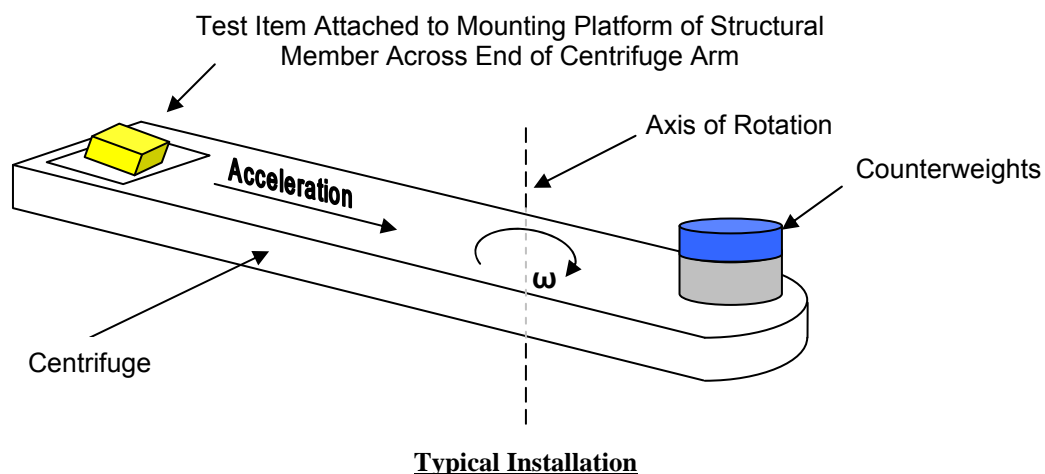 Test Item Attached to Mounting Platform of Structural
Member Across End of Centrifuge Arm
Axis of Rotation
Counterweights
Acceleration
ω
Centrifuge
Typical Installation